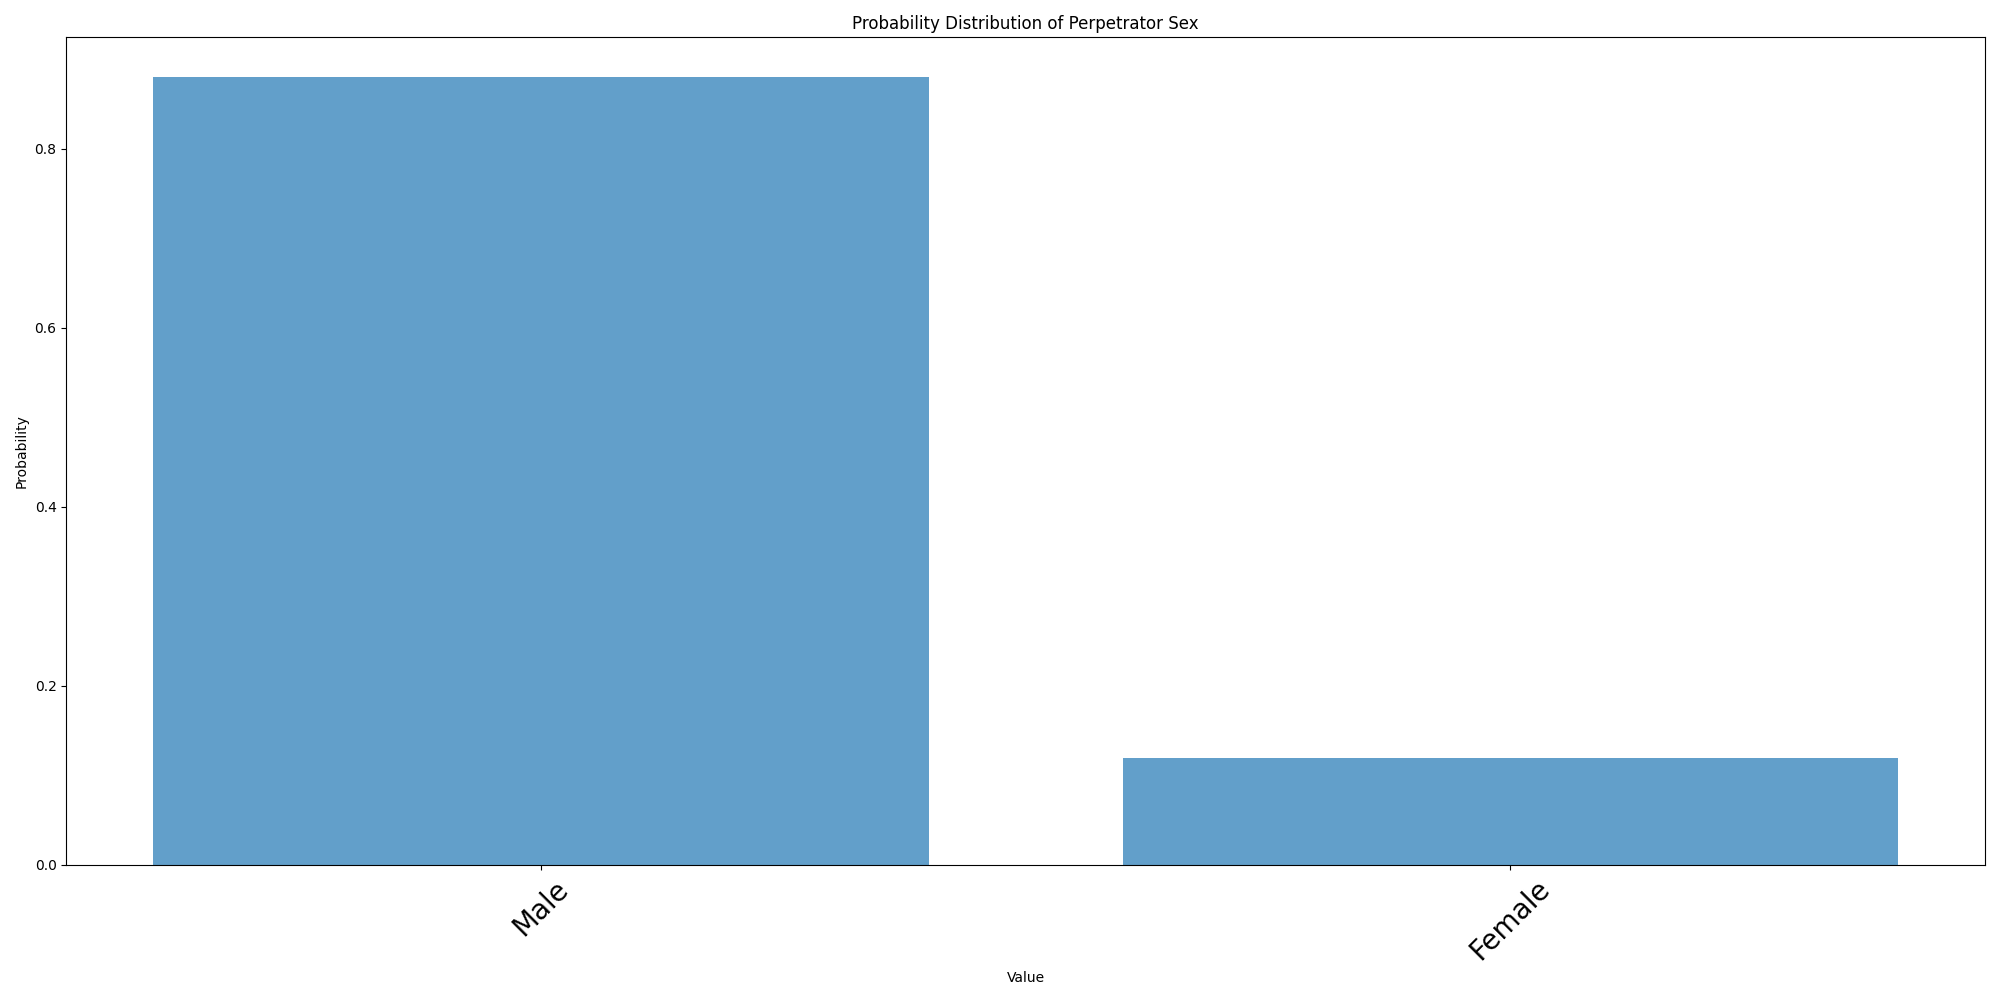 Probability Distribution of Perpetrator Sex
Probability
0.8
0.6
0.4
0.2
0.0
Male
Female
Value